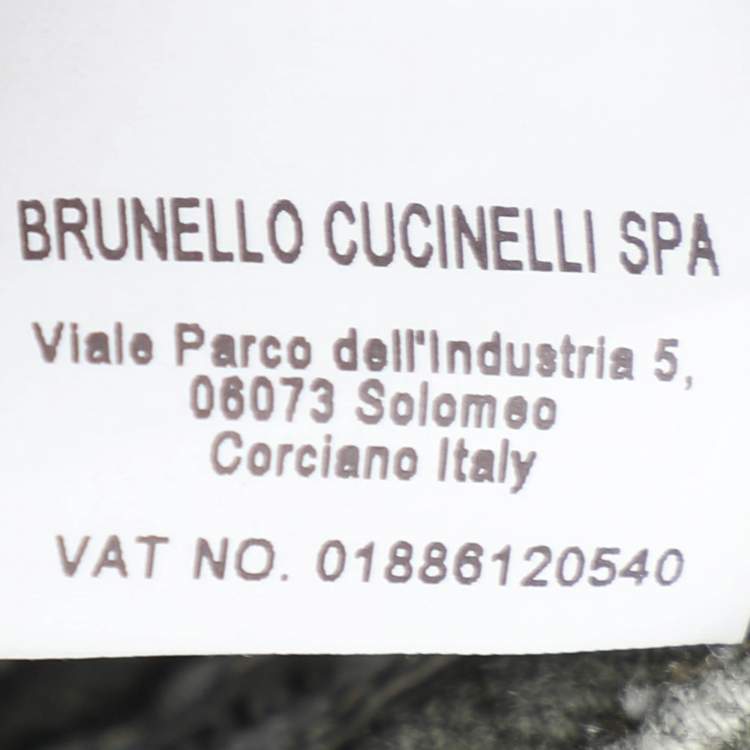 BRUNELLO CUCINELLI SPA
Viale Parco dell'Industria 5,
06073 Solomeo
Corciano Italy
VAT NO. 01886120540